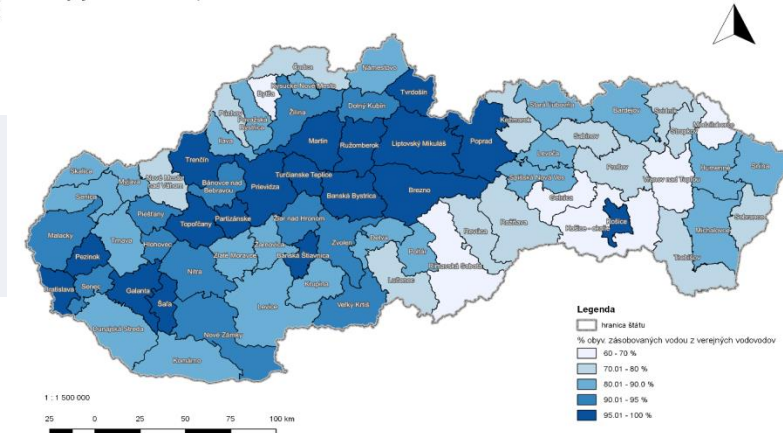 Čadca
Námestovo
Kysucké Nové Mesto
Bytča
Tvrdošín
Púchov
Považská
Bystrica
Žilina
Dolný Kubín
Ilava
Martin
Ružomberok
Liptovský Mikuláš
Poprad
Kežmarok
Stará Ľubovňa
Bardejov
Svidník
Stropkov
Medzilaborce
Sabinov
Levoča
Prešov
Humenné
Snina
Trenčín
Turčianske Teplice
Spišská Nová Ves
Vranov nad Topľou
Nové Mesto
nad Váhom
Bánovce nad
Bebravou
Prievidza
Banská Bystrica
Brezno
Gelnica
Skalica
Myjava
Senica
Piešťany
Topoľčany
Partizánske
Žiar nad Hronom
Rožňava
Revúca
Košice
Košice - okolie
Sobrance
Michalovce
Malacky
Trnava
Hlohovec
Zvolen
Detva
Poltár
Žarnovica
Zlaté Moravce
Banská Štiavnica
Pezinok
Nitra
Rimavská Sobota
Trebišov
Lučenec
Krupina
Senec
Bratislava
Galanta
Šaľa
Levice
Veľký Krtíš
Dunajská Streda
Nové Zámky
Komárno
Legenda
hranica štátu
% obyv. zásobovaných vodou z verejných vodovodov
60 - 70 %
70.01 - 80 %
80.01 - 90.0 %
90.01 - 95 %
95.01 - 100 %
1 : 1 500 000
25 0 25 50 75 100 km